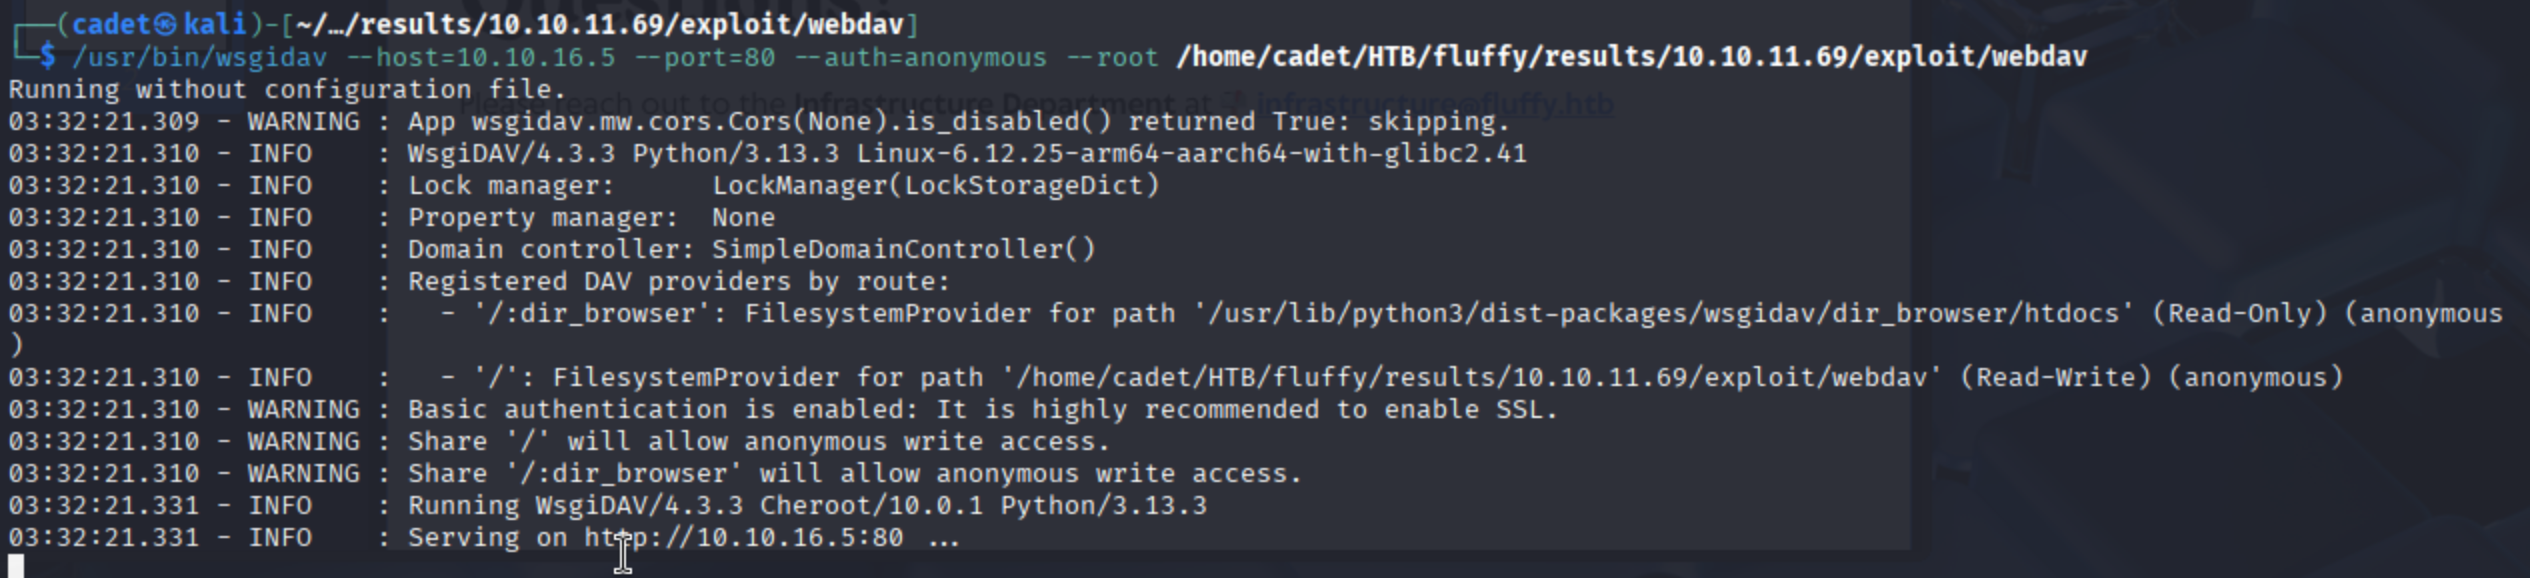 ┌──(cadet㉿kali)-[~/…/results/10.10.11.69/exploit/webdav]
└─$ /usr/bin/wsgidav --host=10.10.16.5 --port=80 --auth=anonymous --root /home/cadet/HTB/fluffy/results/10.10.11.69/exploit/webdav
Running without configuration file.
Please reach out to the Infrastructure Department at infrastructure@fluffy.htb
03:32:21.309 - WARNING : App wsgidav.mw.cors.Cors(None).is_disabled() returned True: skipping.
03:32:21.310 - INFO    : WsgiDAV/4.3.3 Python/3.13.3 Linux-6.12.25-arm64-aarch64-with-glibc2.41
03:32:21.310 - INFO    : Lock manager:      LockManager(LockStorageDict)
03:32:21.310 - INFO    : Property manager:  None
03:32:21.310 - INFO    : Domain controller: SimpleDomainController()
03:32:21.310 - INFO    : Registered DAV providers by route:
03:32:21.310 - INFO    :   - '/:dir_browser': FilesystemProvider for path '/usr/lib/python3/dist-packages/wsgidav/dir_browser/htdocs' (Read-Only) (anonymous
)
03:32:21.310 - INFO    :   - '/': FilesystemProvider for path '/home/cadet/HTB/fluffy/results/10.10.11.69/exploit/webdav' (Read-Write) (anonymous)
03:32:21.310 - WARNING : Basic authentication is enabled: It is highly recommended to enable SSL.
03:32:21.310 - WARNING : Share '/' will allow anonymous write access.
03:32:21.310 - WARNING : Share '/:dir_browser' will allow anonymous write access.
03:32:21.331 - INFO    : Running WsgiDAV/4.3.3 Cheroot/10.0.1 Python/3.13.3
03:32:21.331 - INFO    : Serving on http://10.10.16.5:80 ...